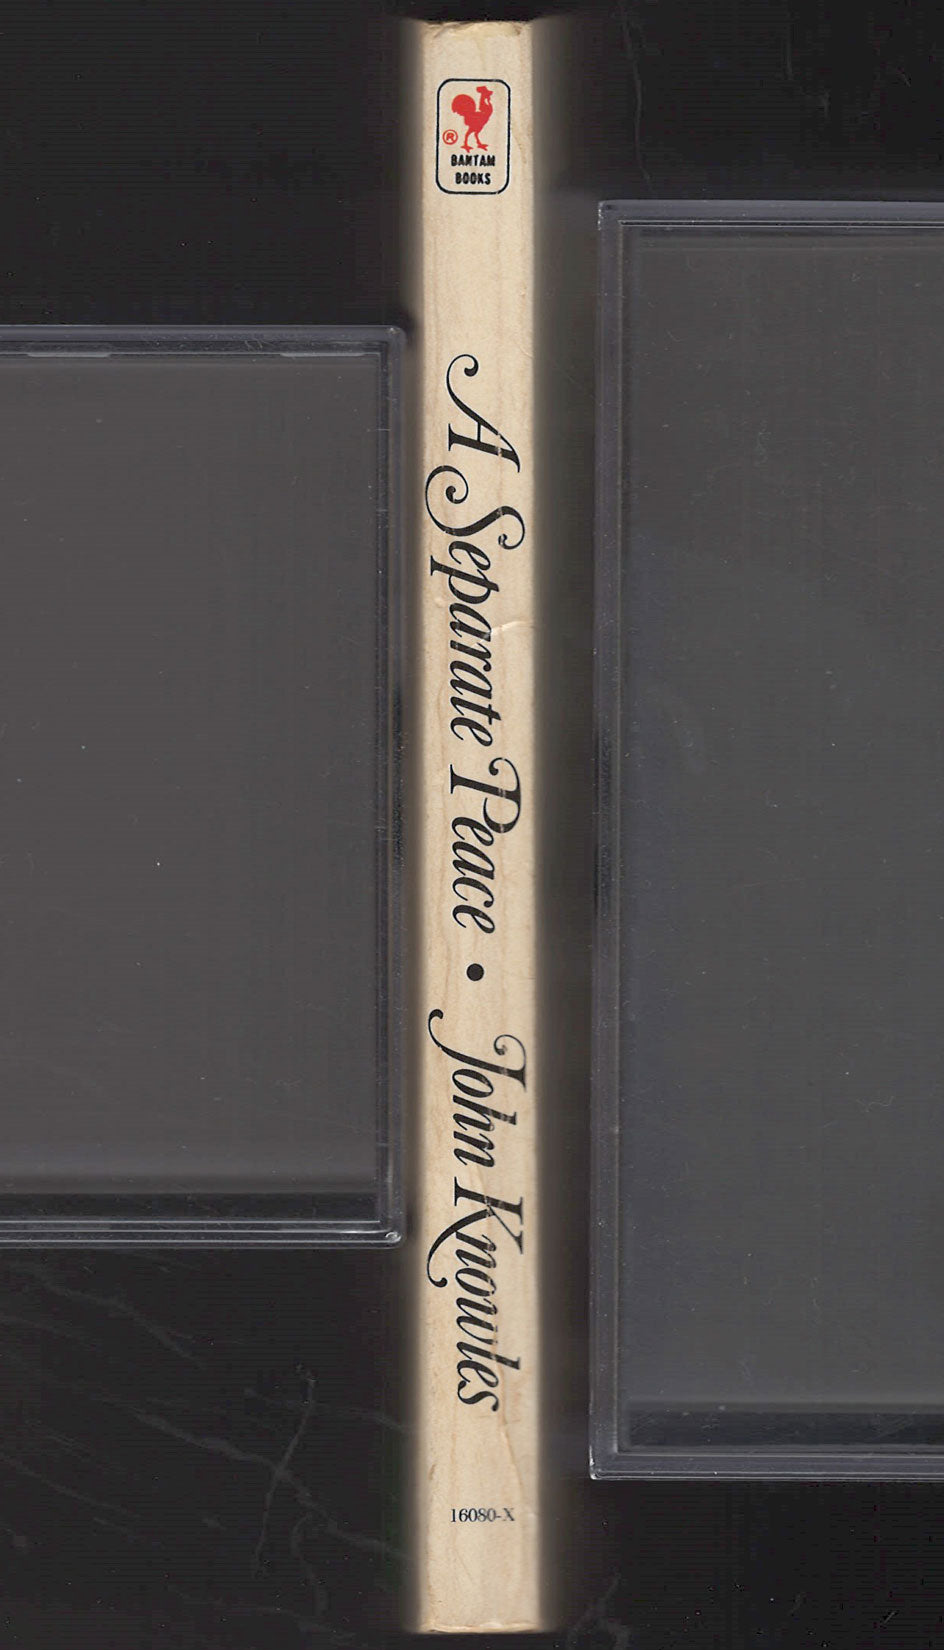 ®
BANTAM
BOOKS
A Separate Peace • John Knowles
16080-X